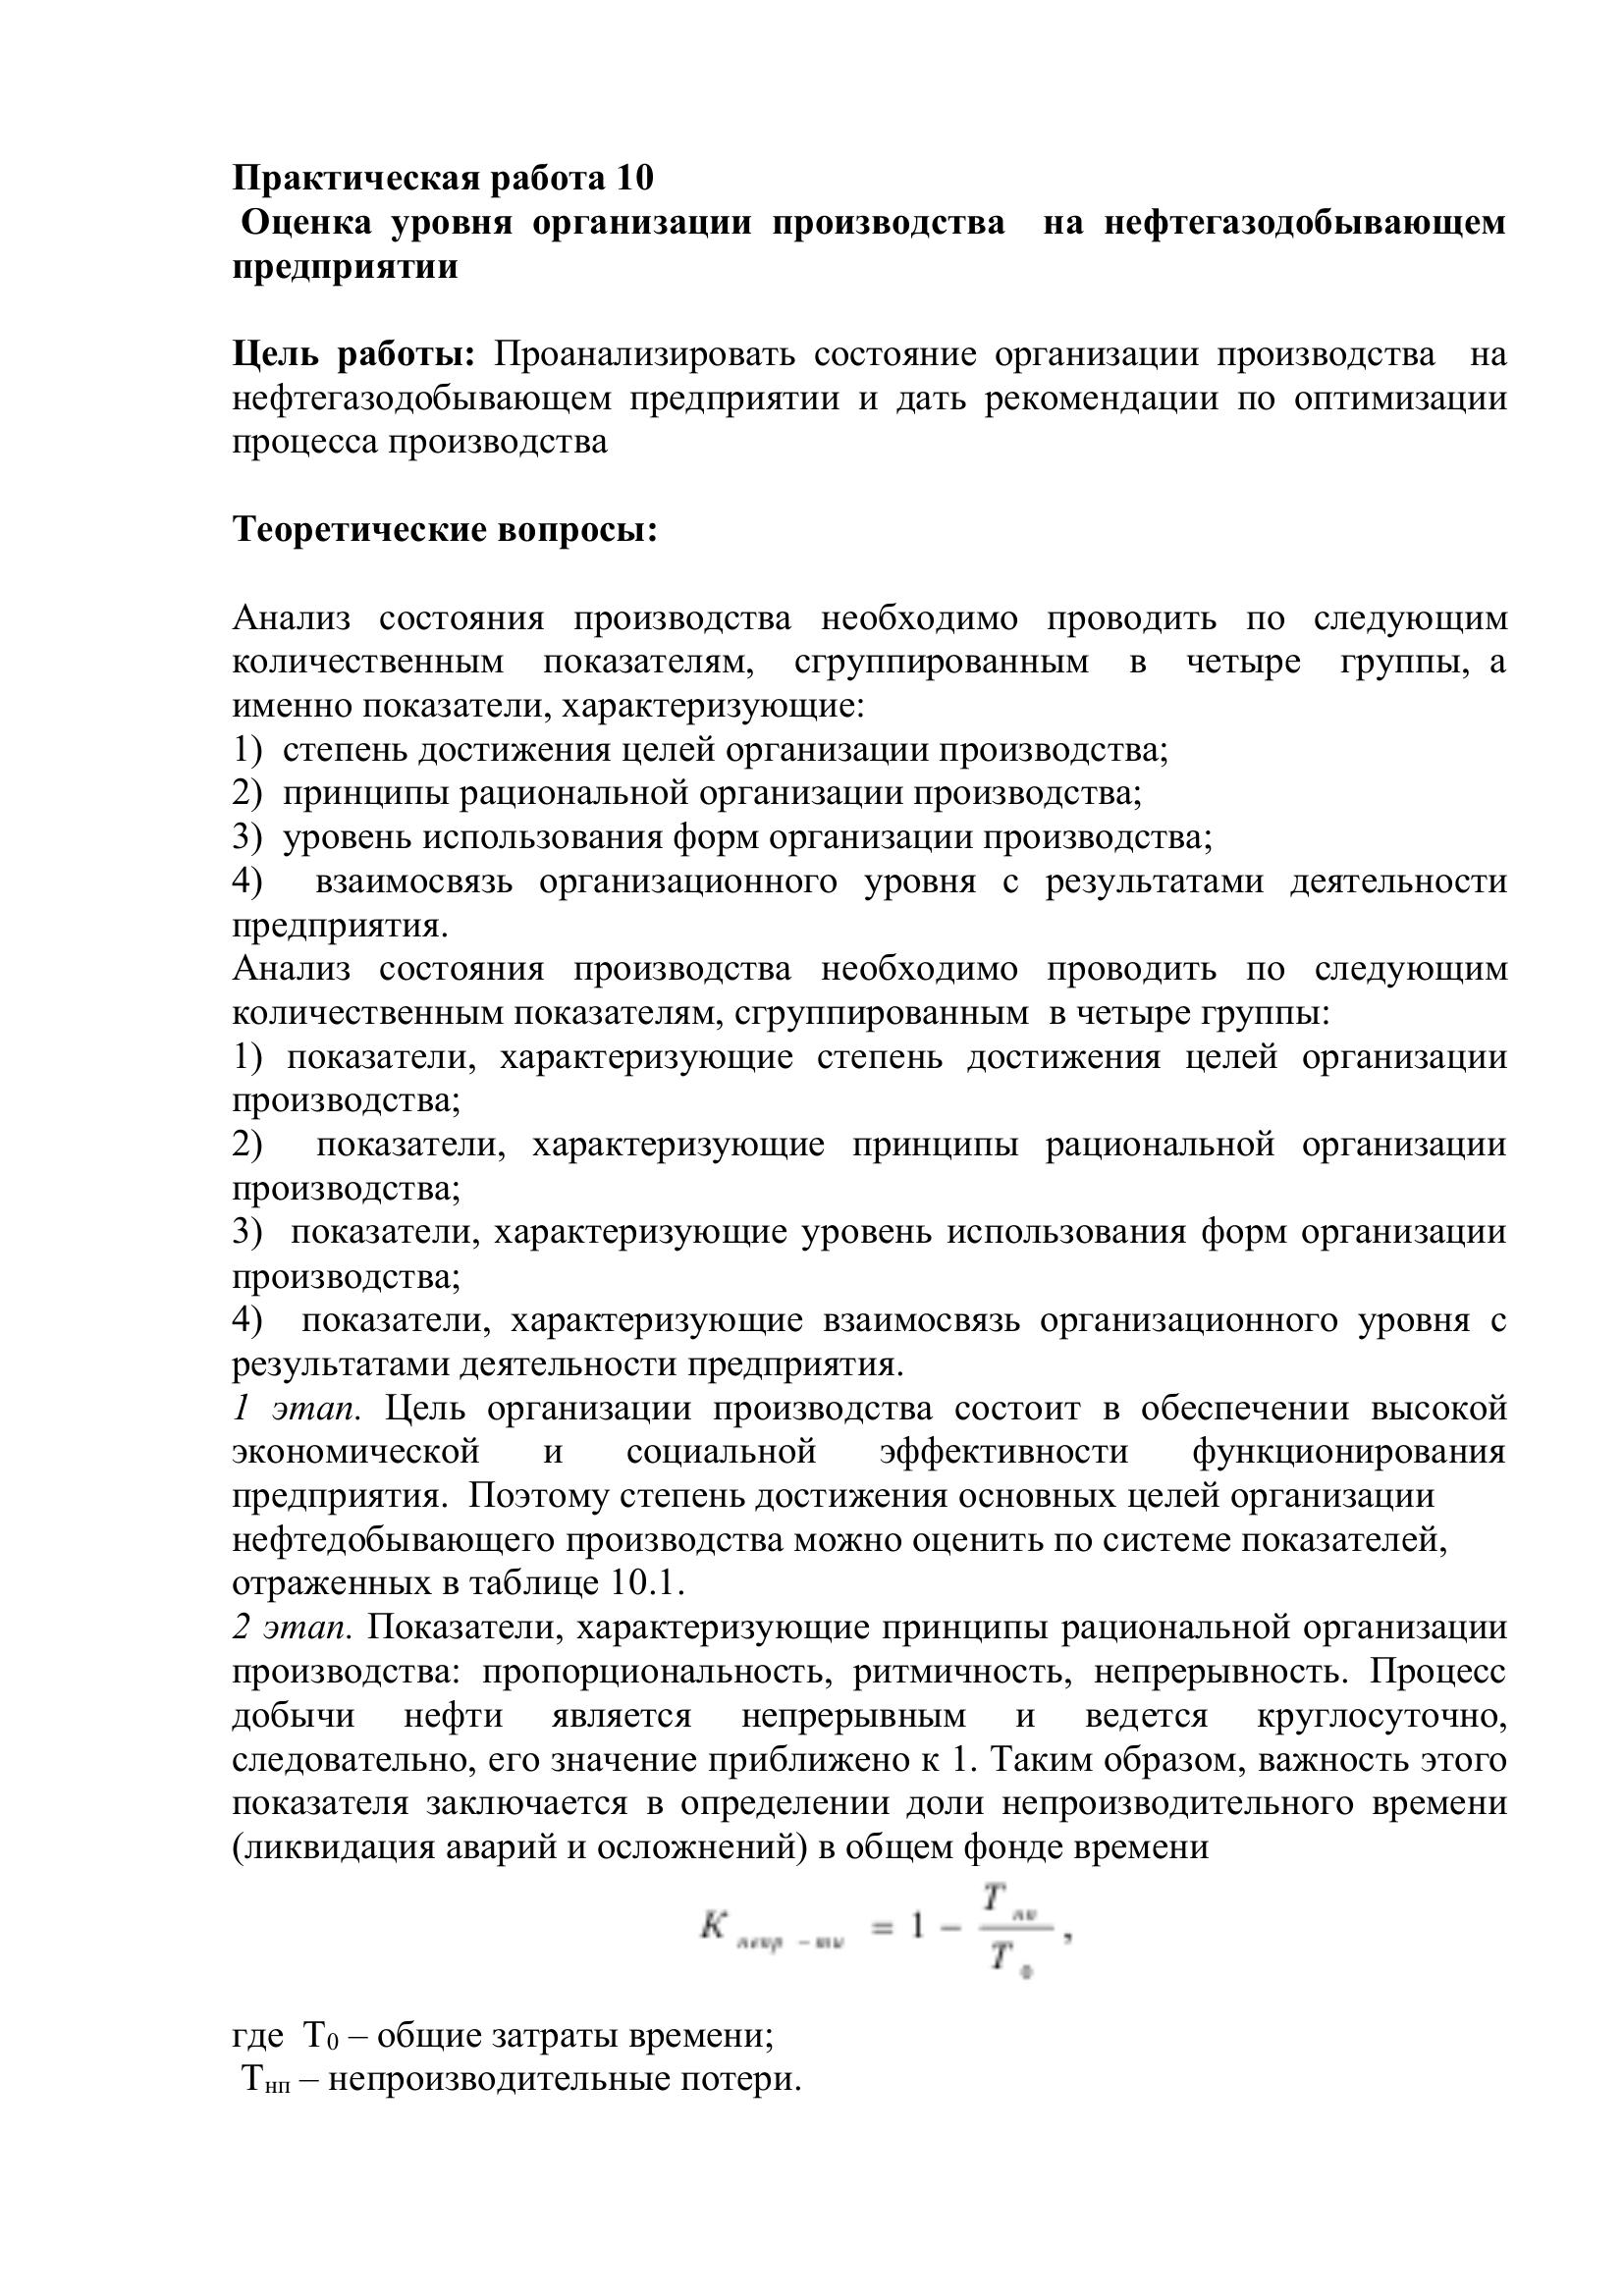 Практическая работа 10
Оценка уровня организации производства на нефтегазодобывающем
предприятии
Цель работы: Проанализировать состояние организации производства на
нефтегазодобывающем предприятии и дать рекомендации по оптимизации
процесса производства
Теоретические вопросы:
Анализ состояния производства необходимо проводить по следующим
количественным показателям, сгруппированным в четыре группы, а
именно показатели, характеризующие:
1) степень достижения целей организации производства;
2) принципы рациональной организации производства;
3) уровень использования форм организации производства;
4) взаимосвязь организационного уровня с результатами деятельности
предприятия.
Анализ состояния производства необходимо проводить по следующим
количественным показателям, сгруппированным в четыре группы:
1) показатели, характеризующие степень достижения целей организации
производства;
2) показатели, характеризующие принципы рациональной организации
производства;
3) показатели, характеризующие уровень использования форм организации
производства;
4) показатели, характеризующие взаимосвязь организационного уровня с
результатами деятельности предприятия.
1 этап. Цель организации производства состоит в обеспечении высокой
экономической и социальной эффективности функционирования
предприятия. Поэтому степень достижения основных целей организации
нефтедобывающего производства можно оценить по системе показателей,
отраженных в таблице 10.1.
2 этап. Показатели, характеризующие принципы рациональной организации
производства: пропорциональность, ритмичность, непрерывность. Процесс
добычи нефти является непрерывным и ведется круглосуточно,
следовательно, его значение приближено к 1. Таким образом, важность этого
показателя заключается в определении доли непроизводительного времени
(ликвидация аварий и осложнений) в общем фонде времени
K = 1 − T / T 0 ,
где T0 – общие затраты времени;
Tнп – непроизводительные потери.